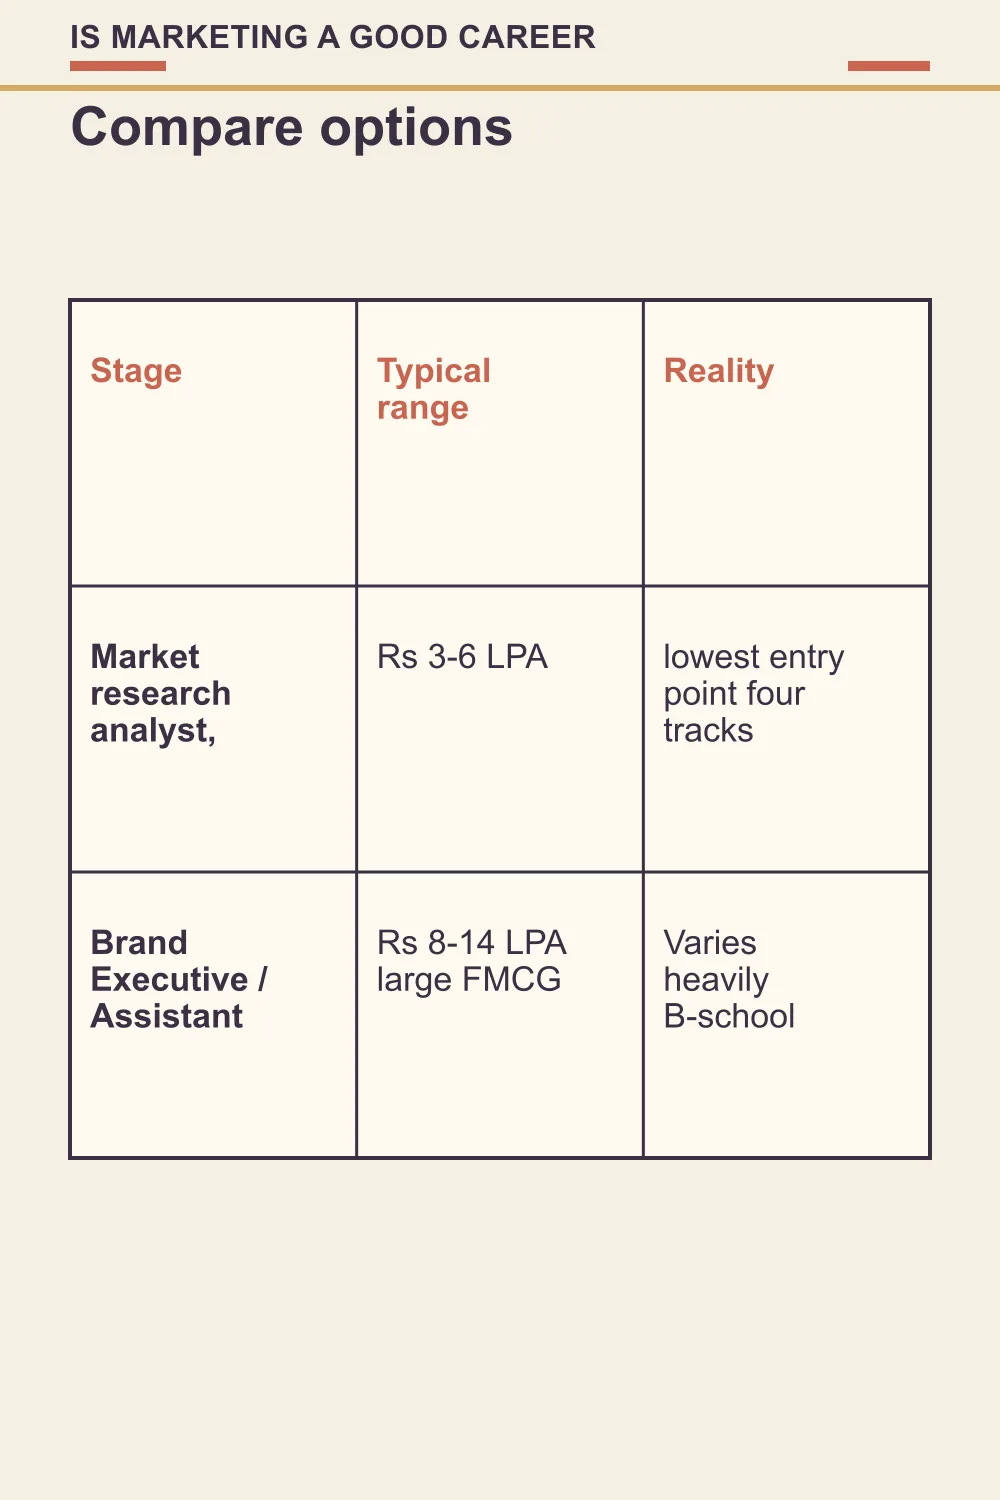 IS MARKETING A GOOD CAREER
Compare options
Stage
Typical
range
Reality
Market
research
analyst,
Rs 3-6 LPA
lowest entry
point four
tracks
Brand
Executive /
Assistant
Rs 8-14 LPA
large FMCG
Varies
heavily
B-school